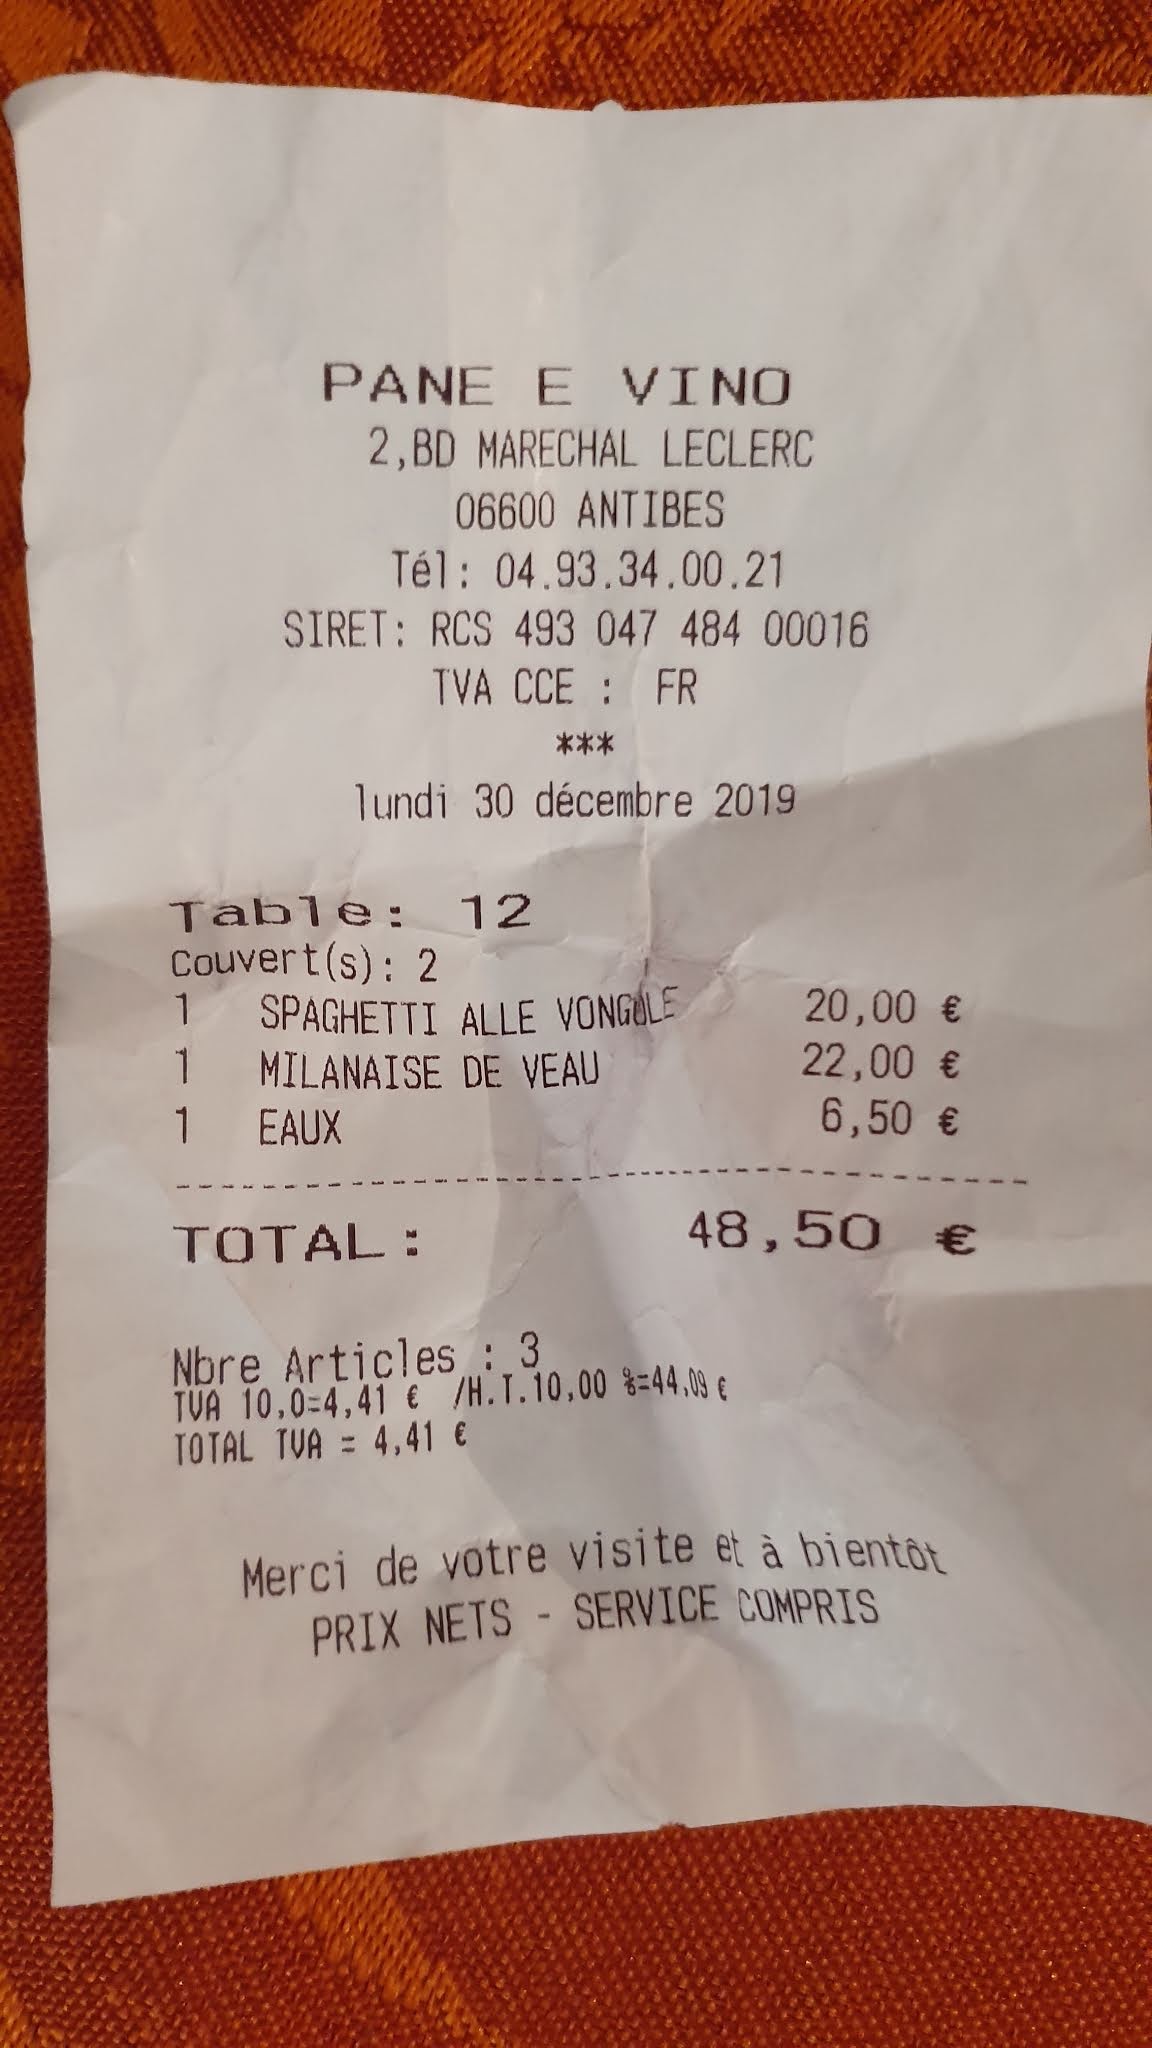 PANE E VINO
2,BD MARECHAL LECLERC
06600 ANTIBES
Tél: 04.93.34.00.21
SIRET: RCS 493 047 484 00016
TVA CCE : FR
***
lundi 30 décembre 2019
Table: 12
Couvert(s): 2
1 SPAGHETTI ALLE VONGOLE 20,00 €
1 MILANAISE DE VEAU 22,00 €
1 EAUX 6,50 €
TOTAL: 48,50 €
Nbre Articles : 3
TVA 10,0=4,41 € /H.T.10,00 %=44,09 €
TOTAL TVA = 4,41 €
Merci de votre visite et à bientôt
PRIX NETS - SERVICE COMPRIS